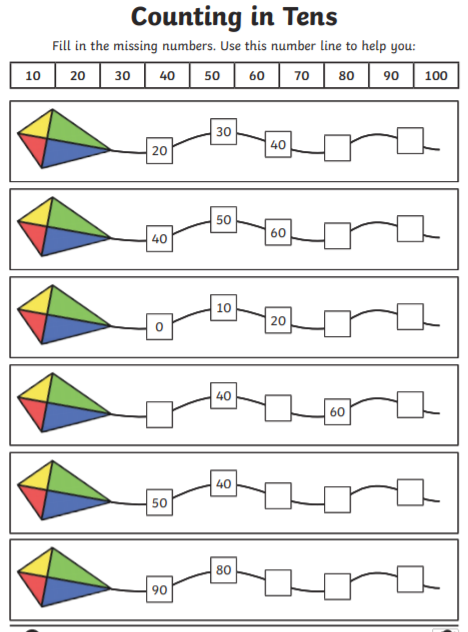 Counting in Tens
Fill in the missing numbers. Use this number line to help you:
10 20 30 40 50 60 70 80 90 100
20 30 40
40 50 60
0 10 20
40 60
50 40
90 80